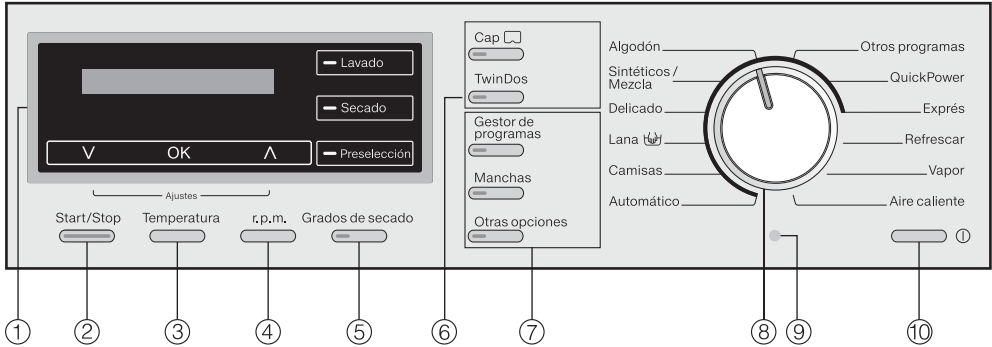 Lavado
Secado
Preselección
OK
Ajustes
Start/Stop
Temperatura
r.p.m.
Grados de secado
Cap
TwinDos
Gestor de
programas
Manchas
Otras opciones
Algodón
Sintéticos /
Mezcla
Delicado
Lana
Camisas
Automático
Otros programas
QuickPower
Exprés
Refrescar
Vapor
Aire caliente
① ② ③ ④ ⑤ ⑥ ⑦ ⑧ ⑨ ⑩